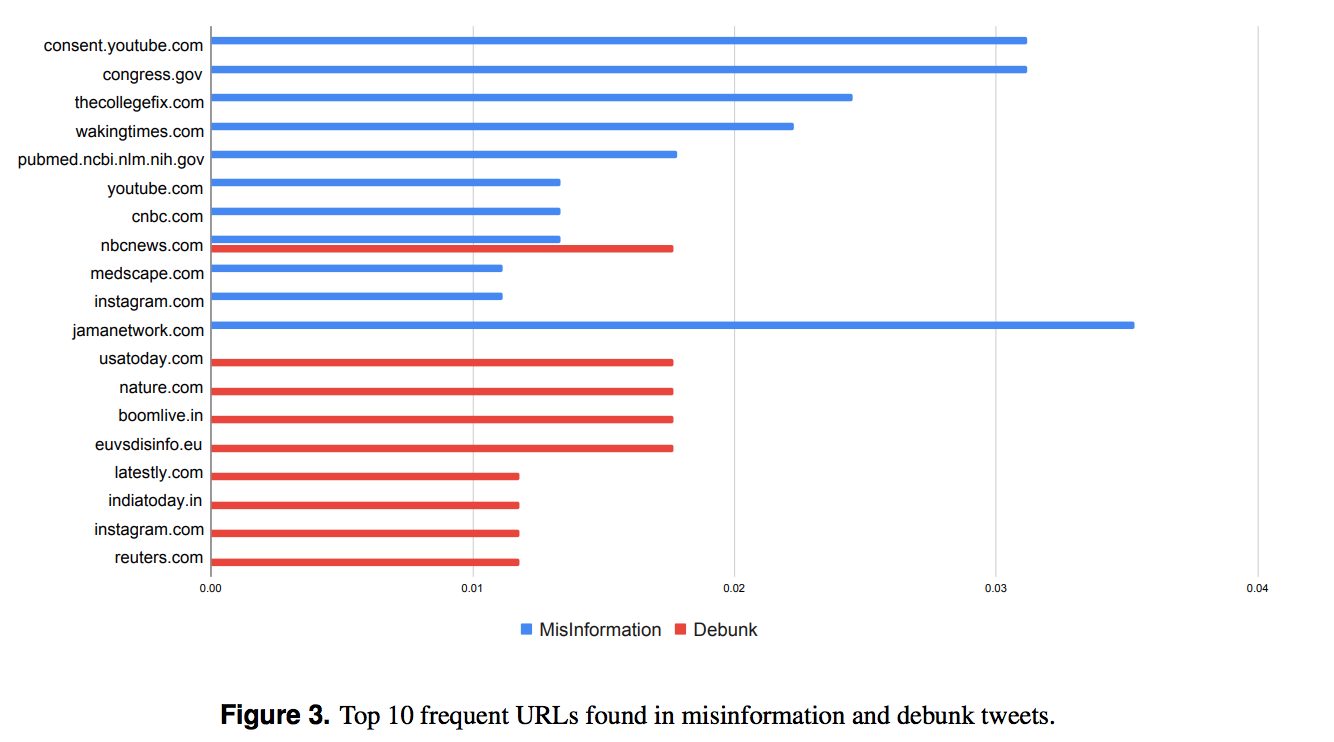 consent.youtube.com
congress.gov
thecollegefix.com
wakingtimes.com
pubmed.ncbi.nlm.nih.gov
youtube.com
cnbc.com
nbcnews.com
medscape.com
instagram.com
jamanetwork.com
usatoday.com
nature.com
boomlive.in
euvsdisinfo.eu
latestly.com
indiatoday.in
instagram.com
reuters.com
0.00 0.01 0.02 0.03 0.04
MisInformation Debunk
Figure 3. Top 10 frequent URLs found in misinformation and debunk tweets.